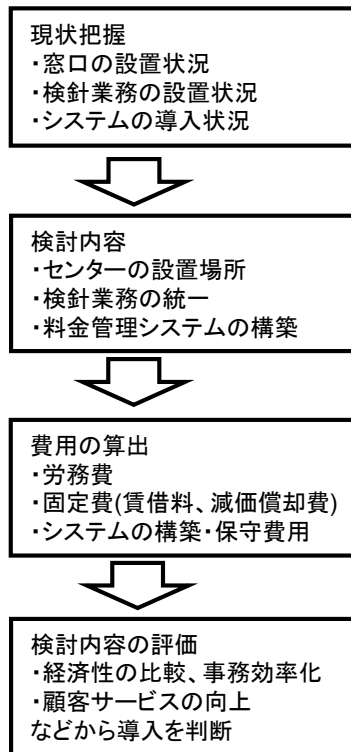 現状把握
・窓口の設置状況
・検針業務の設置状況
・システムの導入状況
検討内容
・センターの設置場所
・検針業務の統一
・料金管理システムの構築
費用の算出
・労務費
・固定費(賃借料、減価償却費)
・システムの構築・保守費用
検討内容の評価
・経済性の比較、事務効率化
・顧客サービスの向上
などから導入を判断